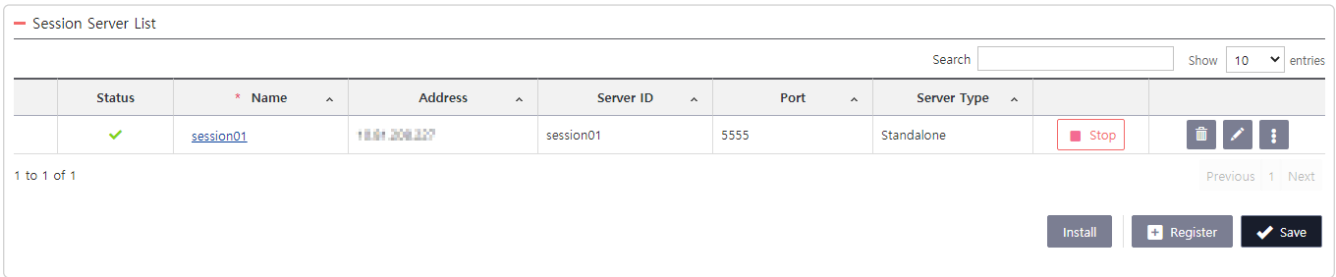 Session Server List
Search Show 10 entries
Status * Name Address Server ID Port Server Type
session01 session01 5555 Standalone Stop
1 to 1 of 1 Previous 1 Next
Install Register Save